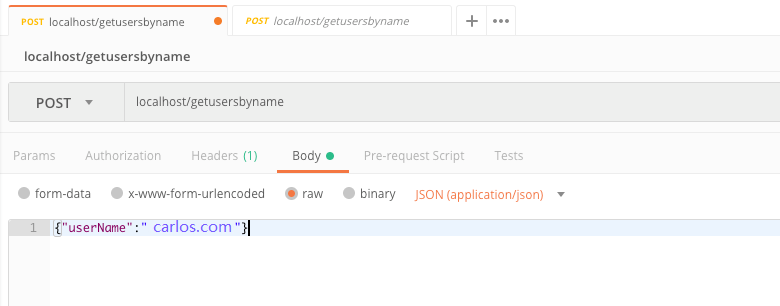 POST localhost/getusersbyname POST localhost/getusersbyname + •••
localhost/getusersbyname
POST localhost/getusersbyname
Params Authorization Headers (1) Body Pre-request Script Tests
form-data x-www-form-urlencoded raw binary JSON (application/json)
1 {"userName":" carlos.com "}